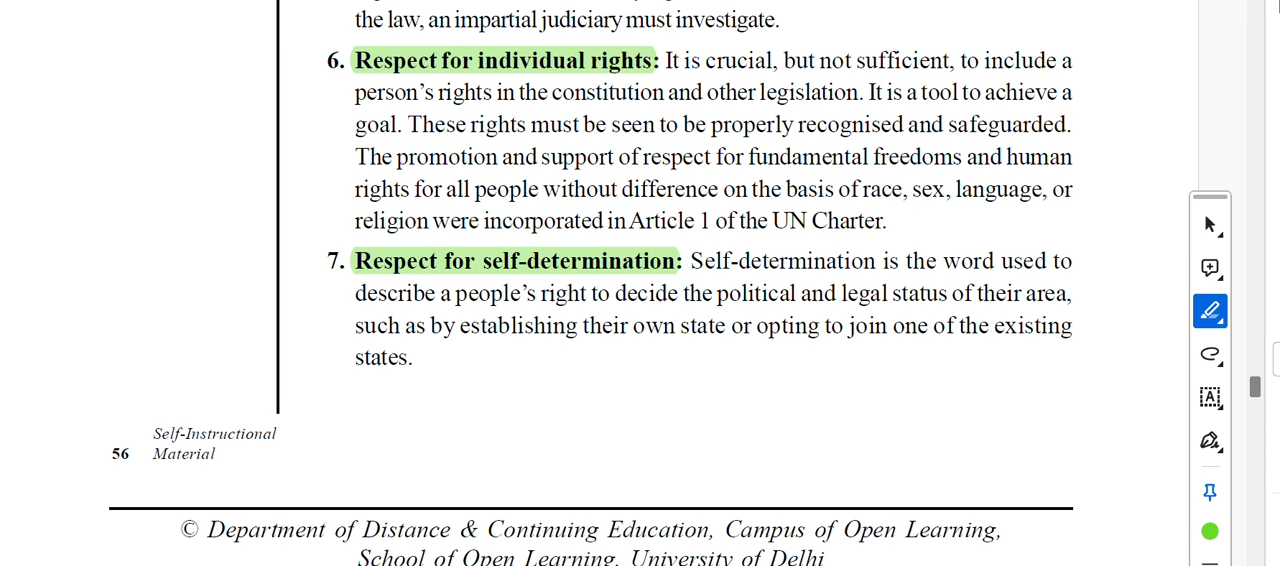 the law, an impartial judiciary must investigate.
6. Respect for individual rights: It is crucial, but not sufficient, to include a
person's rights in the constitution and other legislation. It is a tool to achieve a
goal. These rights must be seen to be properly recognised and safeguarded.
The promotion and support of respect for fundamental freedoms and human
rights for all people without difference on the basis of race, sex, language, or
religion were incorporated in Article 1 of the UN Charter.
7. Respect for self-determination: Self-determination is the word used to
describe a people's right to decide the political and legal status of their area,
such as by establishing their own state or opting to join one of the existing
states.
Self-Instructional
56 Material
© Department of Distance & Continuing Education, Campus of Open Learning,
School of Open Learning, University of Delhi